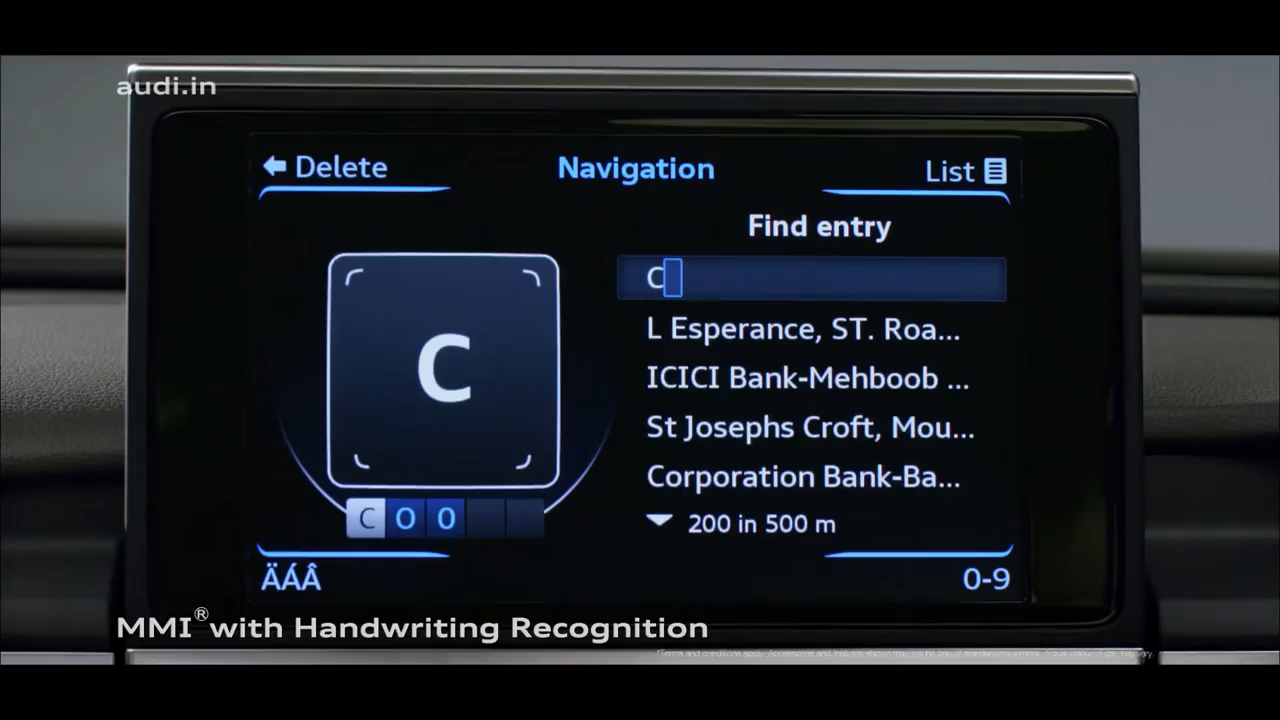 audi.in
Delete
Navigation
List
Find entry
C
L Esperance, ST. Roa...
C
ICICI Bank-Mehboob ...
St Josephs Croft, Mou...
Corporation Bank-Ba...
C O 0
200 in 500 m
ÄÁÂ
0-9
MMI® with Handwriting Recognition